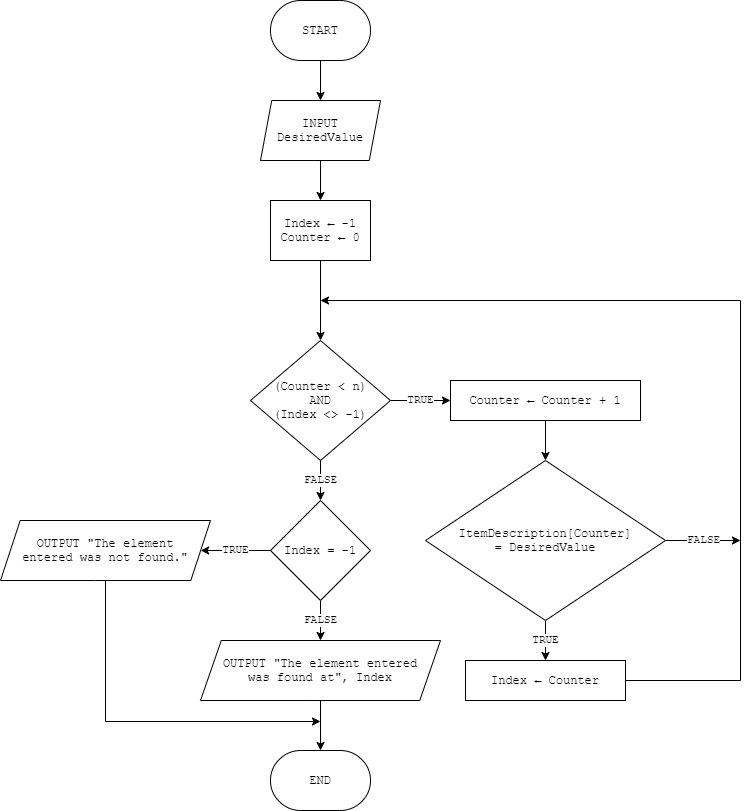 START
INPUT
DesiredValue
Index ← -1
Counter ← 0
(Counter < n)
AND
(Index <> -1)
TRUE
Counter ← Counter + 1
FALSE
ItemDescription[Counter]
= DesiredValue
FALSE
TRUE
Index ← Counter
Index = -1
TRUE
OUTPUT "The element
entered was not found."
FALSE
OUTPUT "The element entered
was found at", Index
END